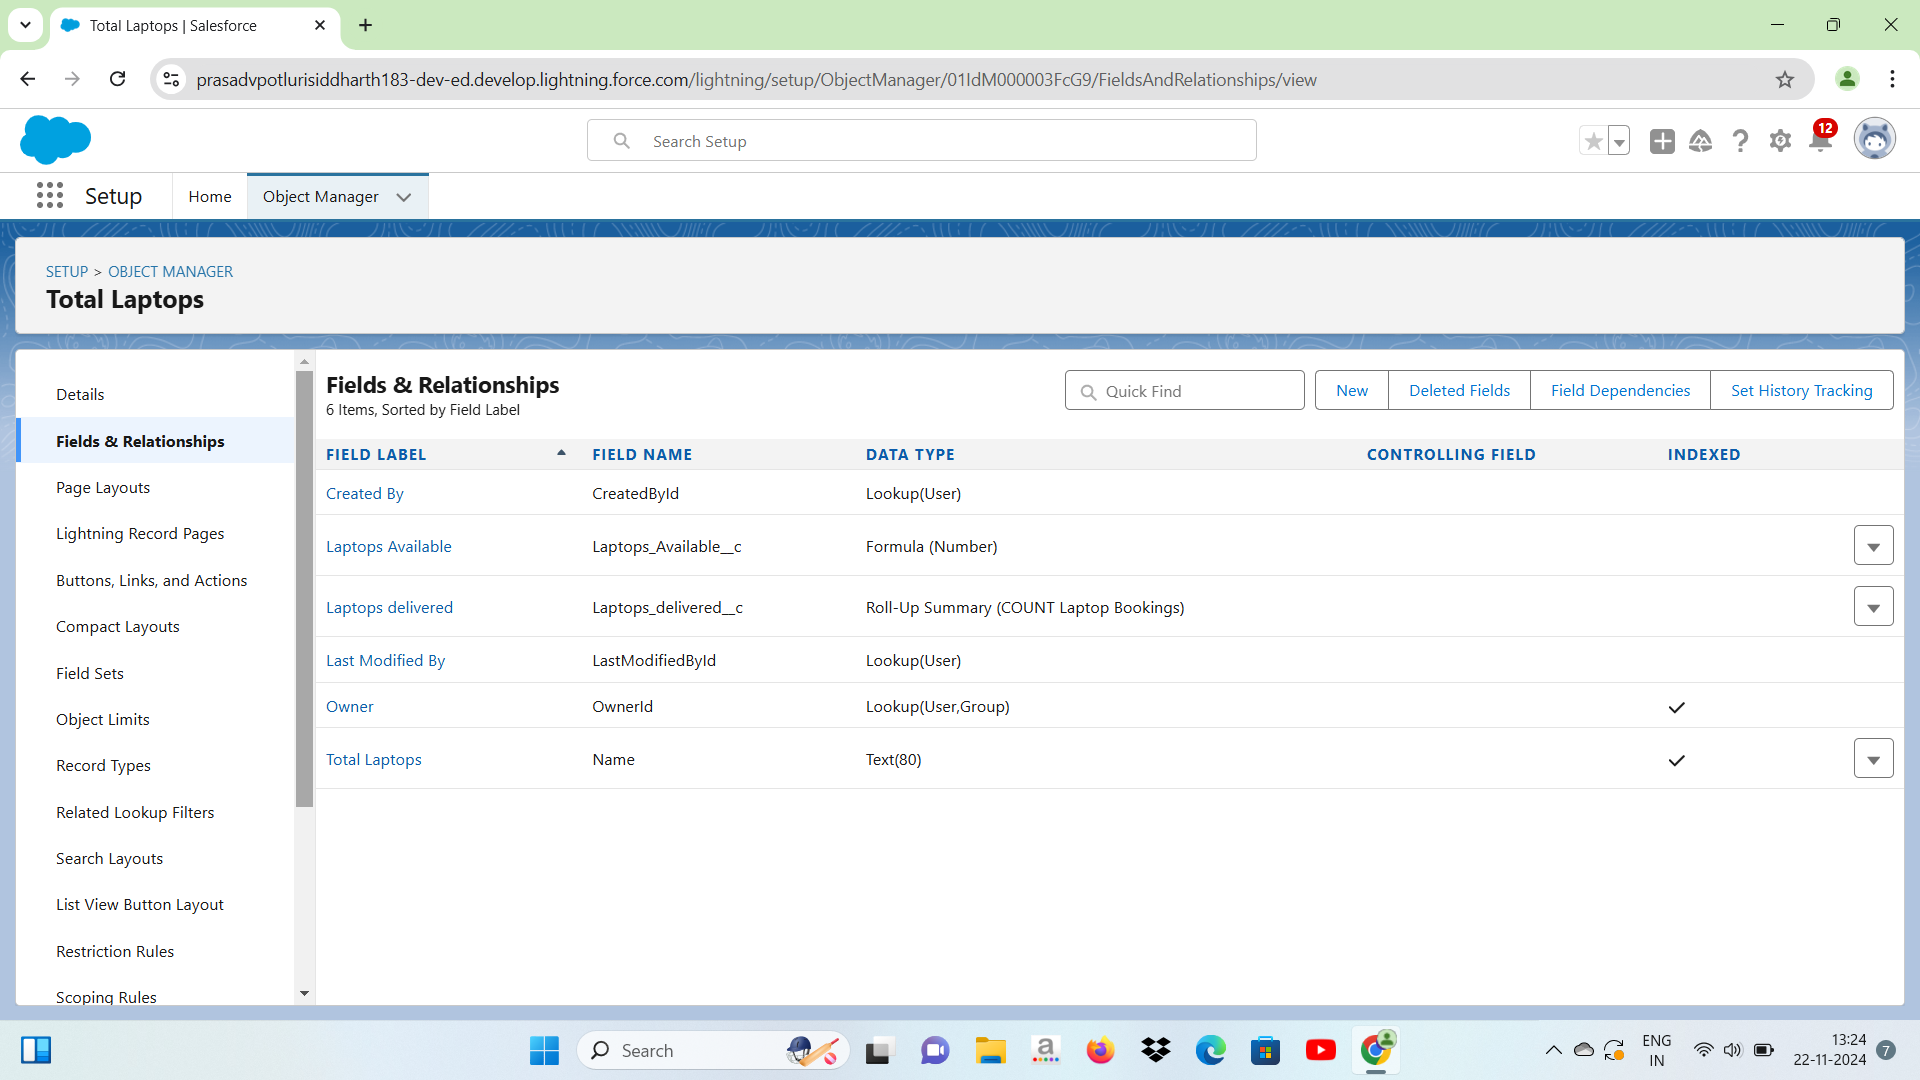 Total Laptops | Salesforce
prasadvpotlurisiddharth183-dev-ed.develop.lightning.force.com/lightning/setup/ObjectManager/01IdM000003FcG9/FieldsAndRelationships/view
Search Setup
12
Setup
Home
Object Manager
SETUP > OBJECT MANAGER
Total Laptops
Details
Fields & Relationships
Page Layouts
Lightning Record Pages
Buttons, Links, and Actions
Compact Layouts
Field Sets
Object Limits
Record Types
Related Lookup Filters
Search Layouts
List View Button Layout
Restriction Rules
Scoping Rules
Fields & Relationships
6 Items, Sorted by Field Label
Quick Find
New
Deleted Fields
Field Dependencies
Set History Tracking
FIELD LABEL FIELD NAME DATA TYPE CONTROLLING FIELD INDEXED
Created By CreatedById Lookup(User)
Laptops Available Laptops_Available__c Formula (Number)
Laptops delivered Laptops_delivered__c Roll-Up Summary (COUNT Laptop Bookings)
Last Modified By LastModifiedById Lookup(User)
Owner OwnerId Lookup(User,Group)
Total Laptops Name Text(80)
Search
a
ENG
IN
13:24
22-11-2024
7